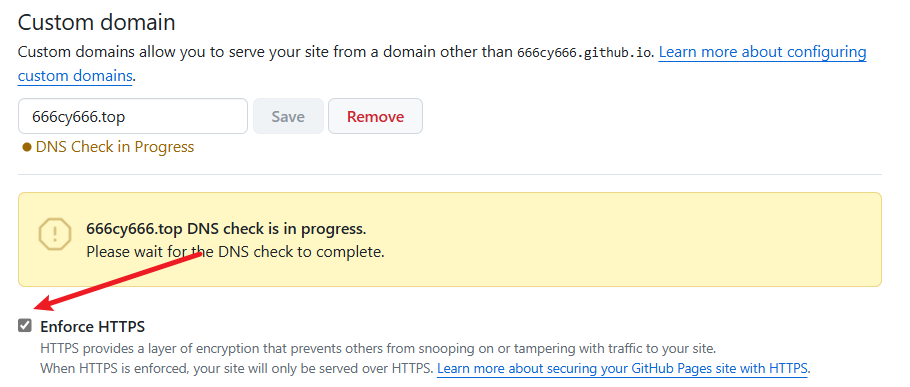 Custom domain
Custom domains allow you to serve your site from a domain other than 666cy666.github.io. Learn more about configuring
custom domains.
666cy666.top Save Remove
DNS Check in Progress
666cy666.top DNS check is in progress.
Please wait for the DNS check to complete.
Enforce HTTPS
HTTPS provides a layer of encryption that prevents others from snooping on or tampering with traffic to your site.
When HTTPS is enforced, your site will only be served over HTTPS. Learn more about securing your GitHub Pages site with HTTPS.